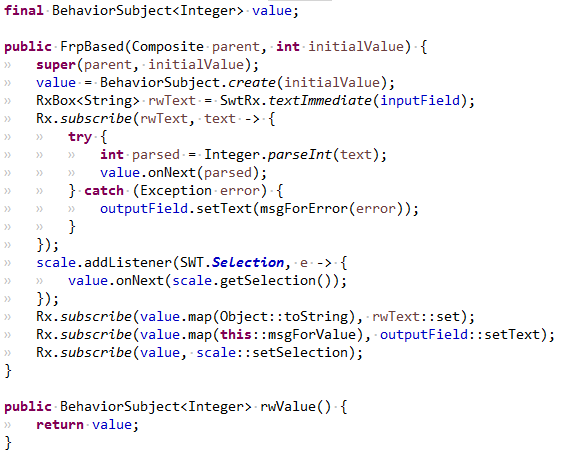 final BehaviorSubject<Integer> value;

public FrpBased(Composite parent, int initialValue) {
    super(parent, initialValue);
    value = BehaviorSubject.create(initialValue);
    RxBox<String> rwText = SwtRx.textImmediate(inputField);
    Rx.subscribe(rwText, text -> {
        try {
            int parsed = Integer.parseInt(text);
            value.onNext(parsed);
        } catch (Exception error) {
            outputField.setText(msgForError(error));
        }
    });
    scale.addListener(SWT.Selection, e -> {
        value.onNext(scale.getSelection());
    });
    Rx.subscribe(value.map(Object::toString), rwText::set);
    Rx.subscribe(value.map(this::msgForValue), outputField::setText);
    Rx.subscribe(value, scale::setSelection);
}

public BehaviorSubject<Integer> rwValue() {
    return value;
}